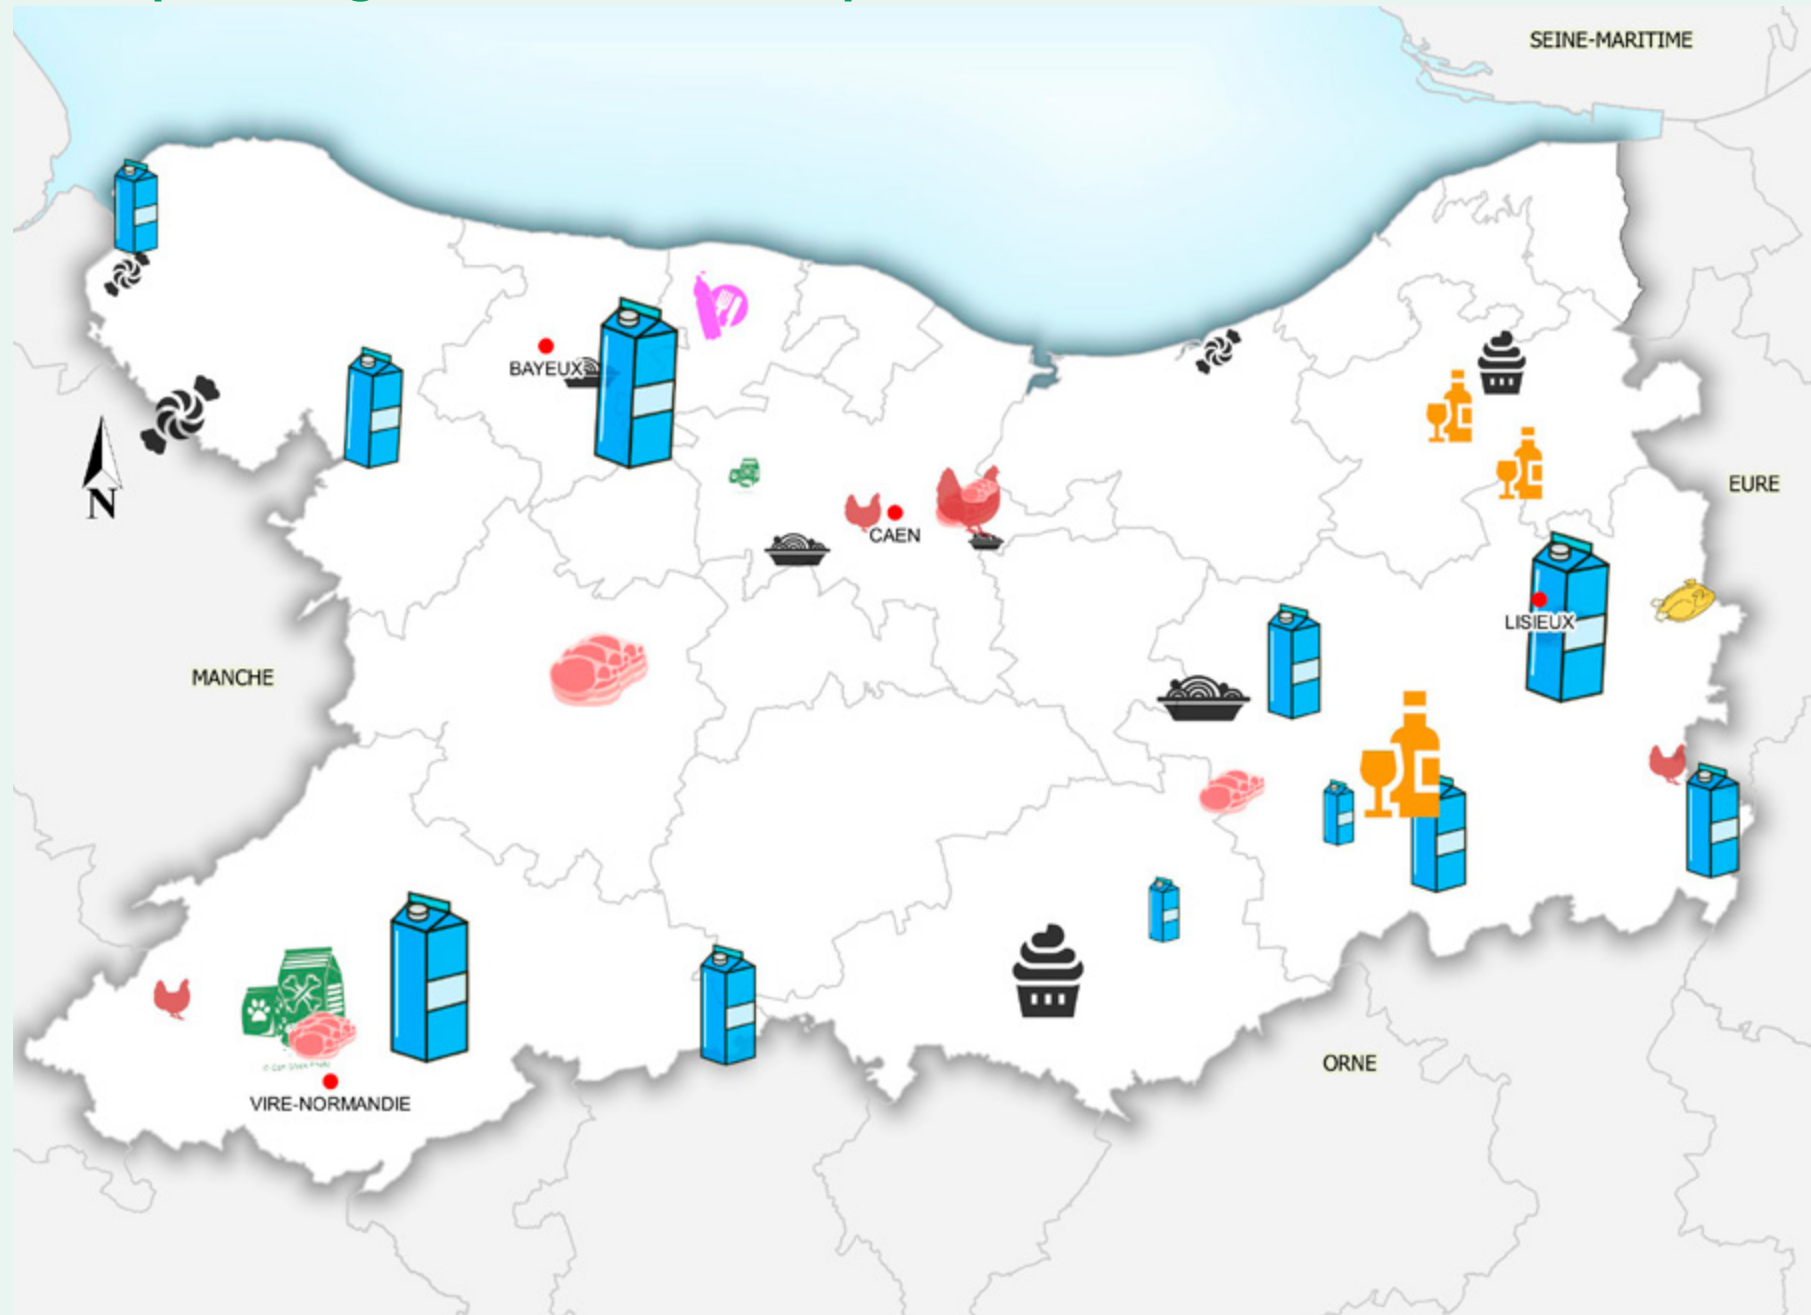 SEINE-MARITIME
BAYEUX
EURE
CAEN
LISIEUX
MANCHE
N
ORNE
VIRE-NORMANDIE